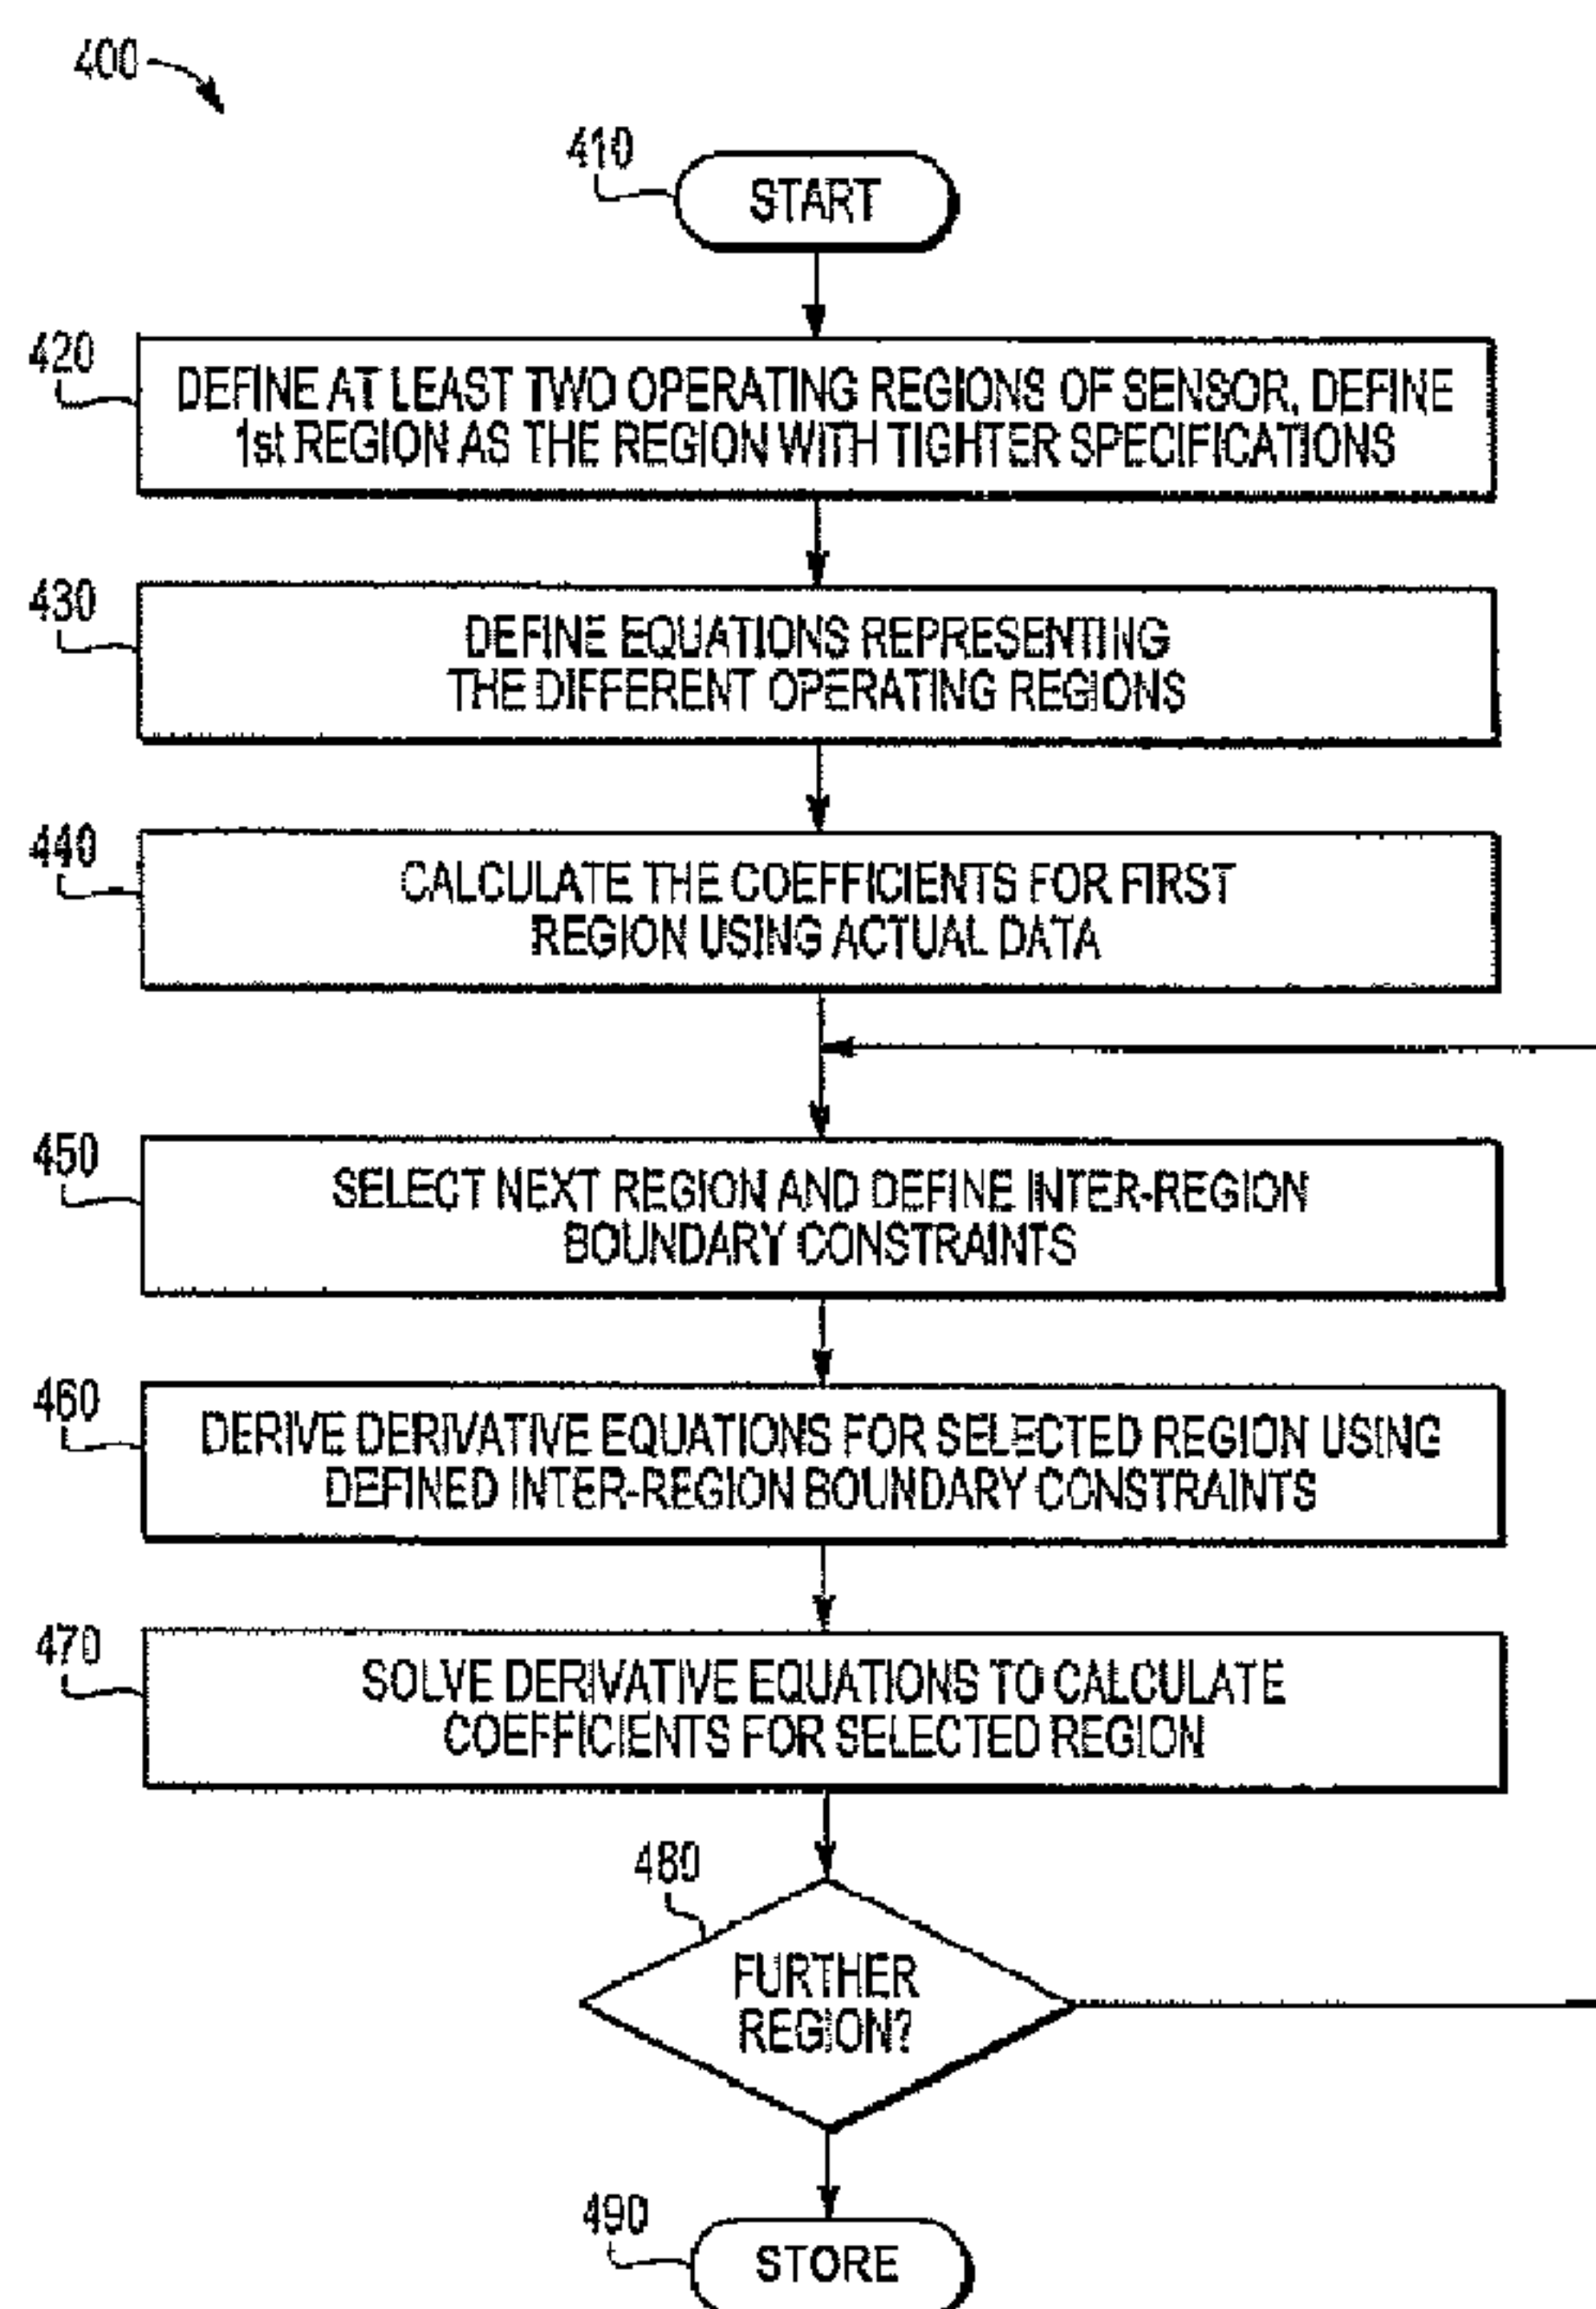 400
410
START
420
DEFINE AT LEAST TWO OPERATING REGIONS OF SENSOR, DEFINE
1st REGION AS THE REGION WITH TIGHTER SPECIFICATIONS
430
DEFINE EQUATIONS REPRESENTING
THE DIFFERENT OPERATING REGIONS
440
CALCULATE THE COEFFICIENTS FOR FIRST
REGION USING ACTUAL DATA
450
SELECT NEXT REGION AND DEFINE INTER-REGION
BOUNDARY CONSTRAINTS
460
DERIVE DERIVATIVE EQUATIONS FOR SELECTED REGION USING
DEFINED INTER-REGION BOUNDARY CONSTRAINTS
470
SOLVE DERIVATIVE EQUATIONS TO CALCULATE
COEFFICIENTS FOR SELECTED REGION
480
FURTHER
REGION?
490
STORE